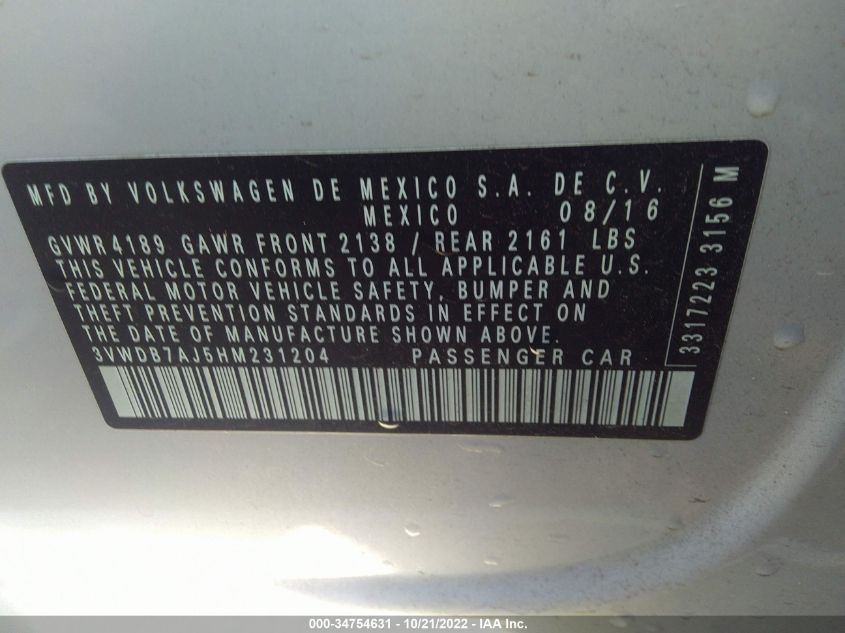 MFD BY VOLKSWAGEN DE MEXICO S.A. DE C.V.
MEXICO 08/16
GVWR 4189 GAWR FRONT 2138 / REAR 2161 LBS
THIS VEHICLE CONFORMS TO ALL APPLICABLE U.S.
FEDERAL MOTOR VEHICLE SAFETY, BUMPER AND
THEFT PREVENTION STANDARDS IN EFFECT ON
THE DATE OF MANUFACTURE SHOWN ABOVE.
3VWDB7AJ5HM231204 PASSENGER CAR
3317223 3156 M
000-34754631 - 10/21/2022 - IAA Inc.